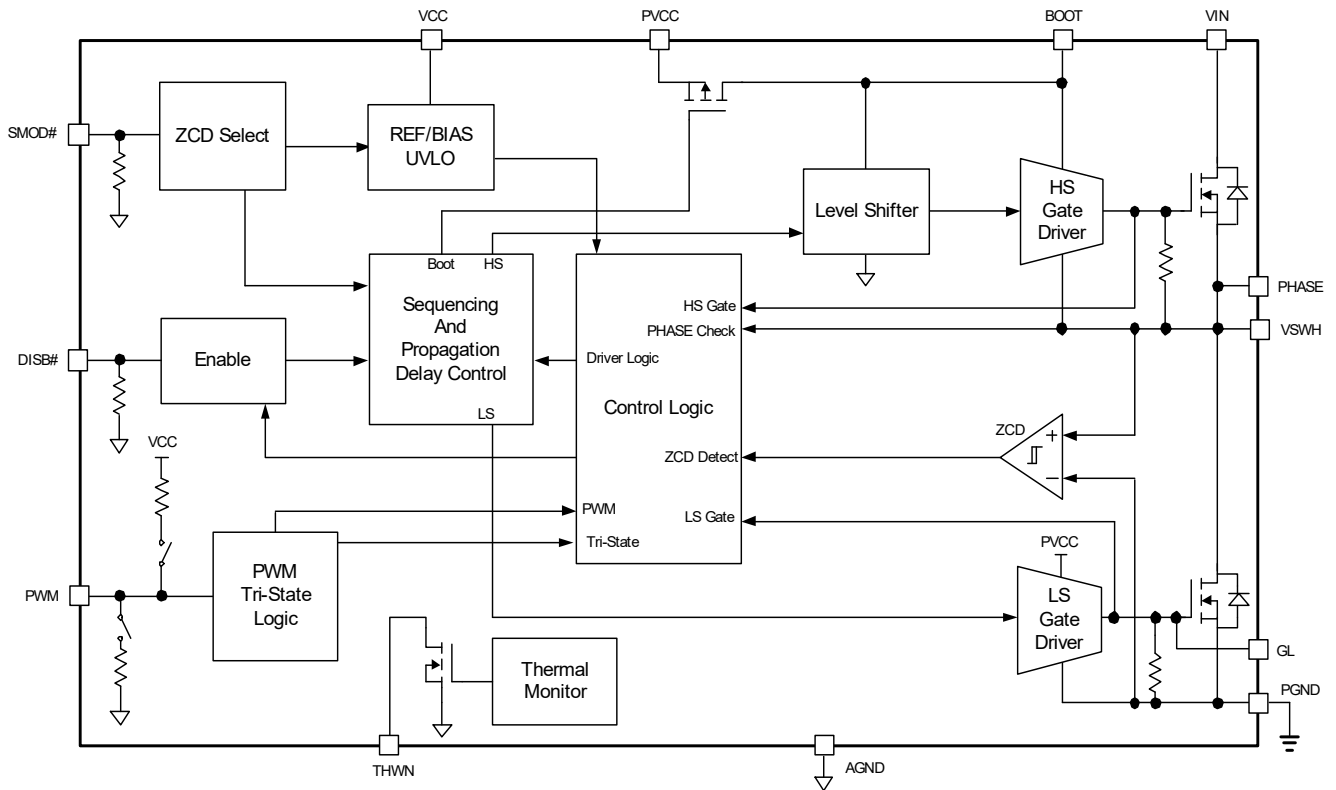 VCC
PVCC
BOOT
VIN
SMOD#
ZCD Select
REF/BIAS
UVLO
Level Shifter
HS
Gate
Driver
Boot
HS
Sequencing
And
Propagation
Delay Control
LS
HS Gate
PHASE Check
Driver Logic
Control Logic
ZCD Detect
LS Gate
PWM
Tri-State
PHASE
VSWH
DISB#
Enable
ZCD
+
−
VCC
PWM
PWM
Tri-State
Logic
PVCC
LS
Gate
Driver
Thermal
Monitor
GL
PGND
THWN
AGND